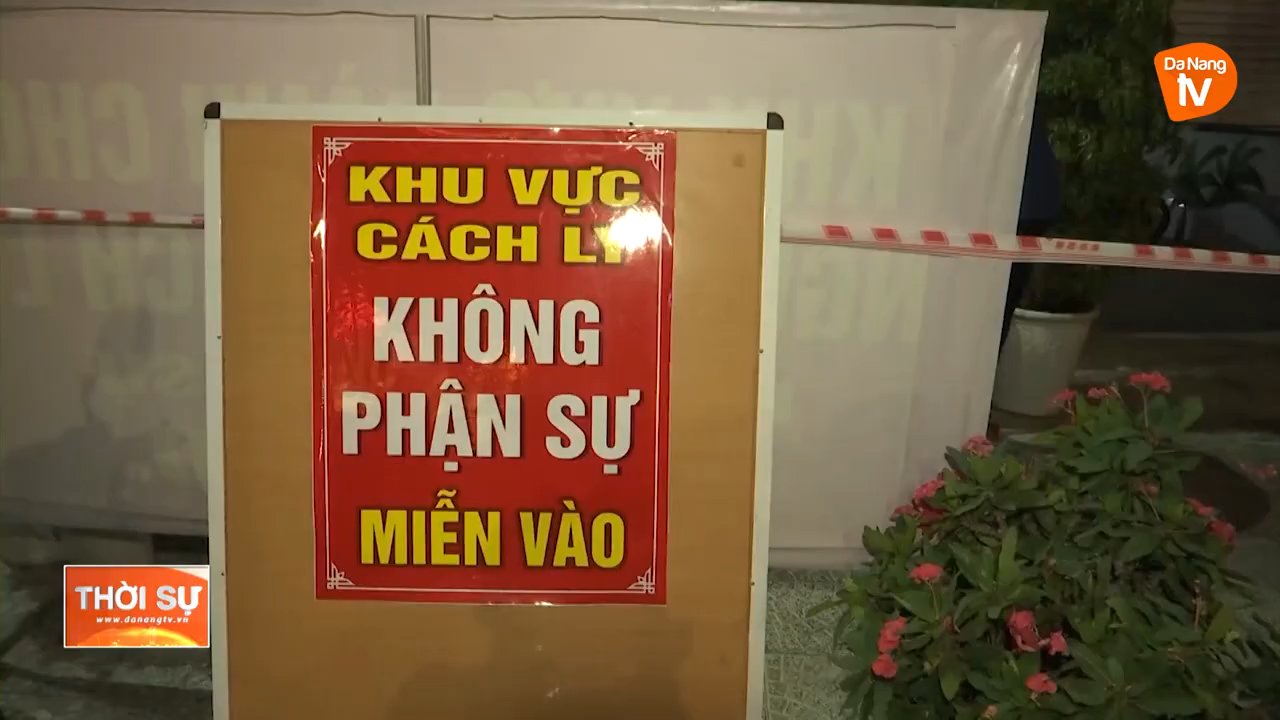 Da Nang
tv
KHU VỰC
CÁCH LY
KHÔNG
PHẬN SỰ
MIỄN VÀO
THỜI SỰ
www.danangtv.vn